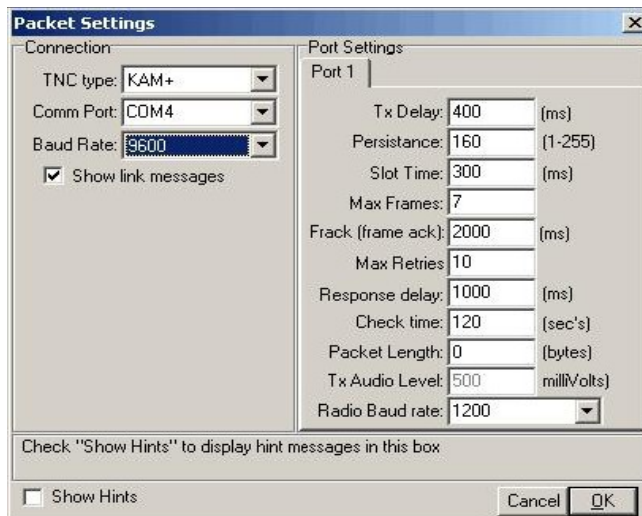 Packet Settings
Connection
TNC type: KAM+
Comm Port: COM4
Baud Rate: 9600
Show link messages
Port Settings
Port 1
Tx Delay: 400 (ms)
Persistance: 160 (1-255)
Slot Time: 300 (ms)
Max Frames: 7
Frack (frame ack): 2000 (ms)
Max Retries 10
Response delay: 1000 (ms)
Check time: 120 (sec's)
Packet Length: 0 (bytes)
Tx Audio Level: 500 milliVolts)
Radio Baud rate: 1200
Check "Show Hints" to display hint messages in this box
Show Hints
Cancel OK